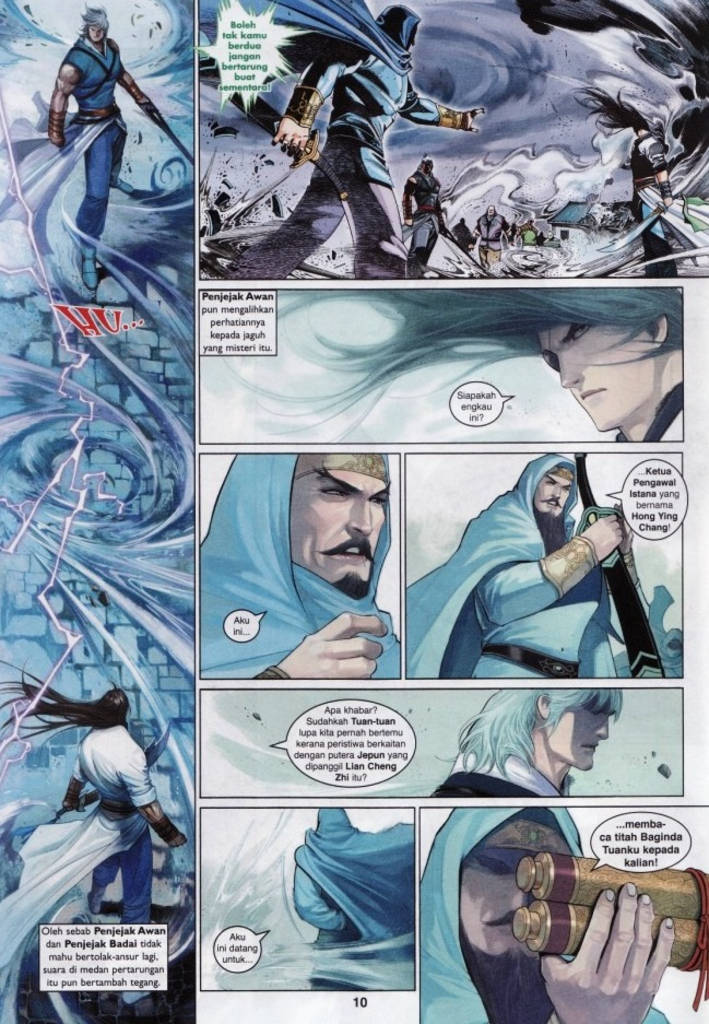 Boleh
tak kamu
berdua
jangan
bertarung
buat
sementara!
HU...
Penjejak Awan
pun mengalihkan
perhatiannya
kepada jaguh
yang misteri itu.
Siapakah
engkau
ini?
Aku
ini...
...Ketua
Pengawal
Istana yang
bernama
Hong Ying
Chang!
Apa khabar?
Sudahkah Tuan-tuan
lupa kita pernah bertemu
kerana peristiwa berkaitan
dengan putera Jepun yang
dipanggil Lian Cheng
Zhi itu?
Oleh sebab Penjejak Awan
dan Penjejak Badai tidak
mahu bertolak-ansur lagi,
suara di medan pertarungan
itu pun bertambah tegang.
Aku
ini datang
untuk...
...memba-
ca titah Baginda
Tuanku kepada
kalian!
10